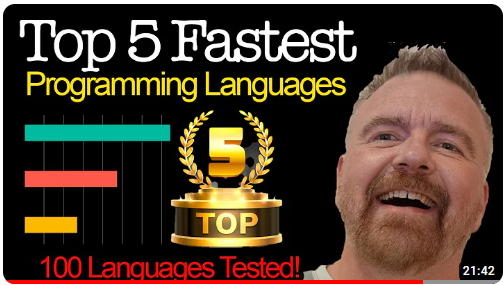 Top 5 Fastest
Programming Languages
5
TOP
100 Languages Tested!
21:42